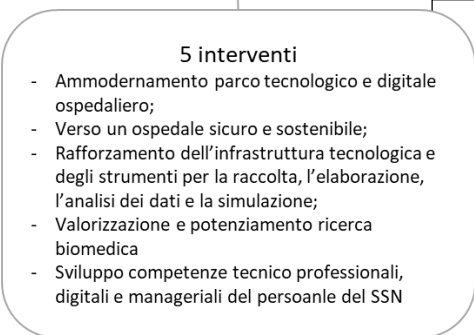 5 interventi
- Ammodernamento parco tecnologico e digitale
ospedaliero;
- Verso un ospedale sicuro e sostenibile;
- Rafforzamento dell’infrastruttura tecnologica e
degli strumenti per la raccolta, l’elaborazione,
l’analisi dei dati e la simulazione;
- Valorizzazione e potenziamento ricerca
biomedica
- Sviluppo competenze tecnico professionali,
digitali e manageriali del persoanle del SSN